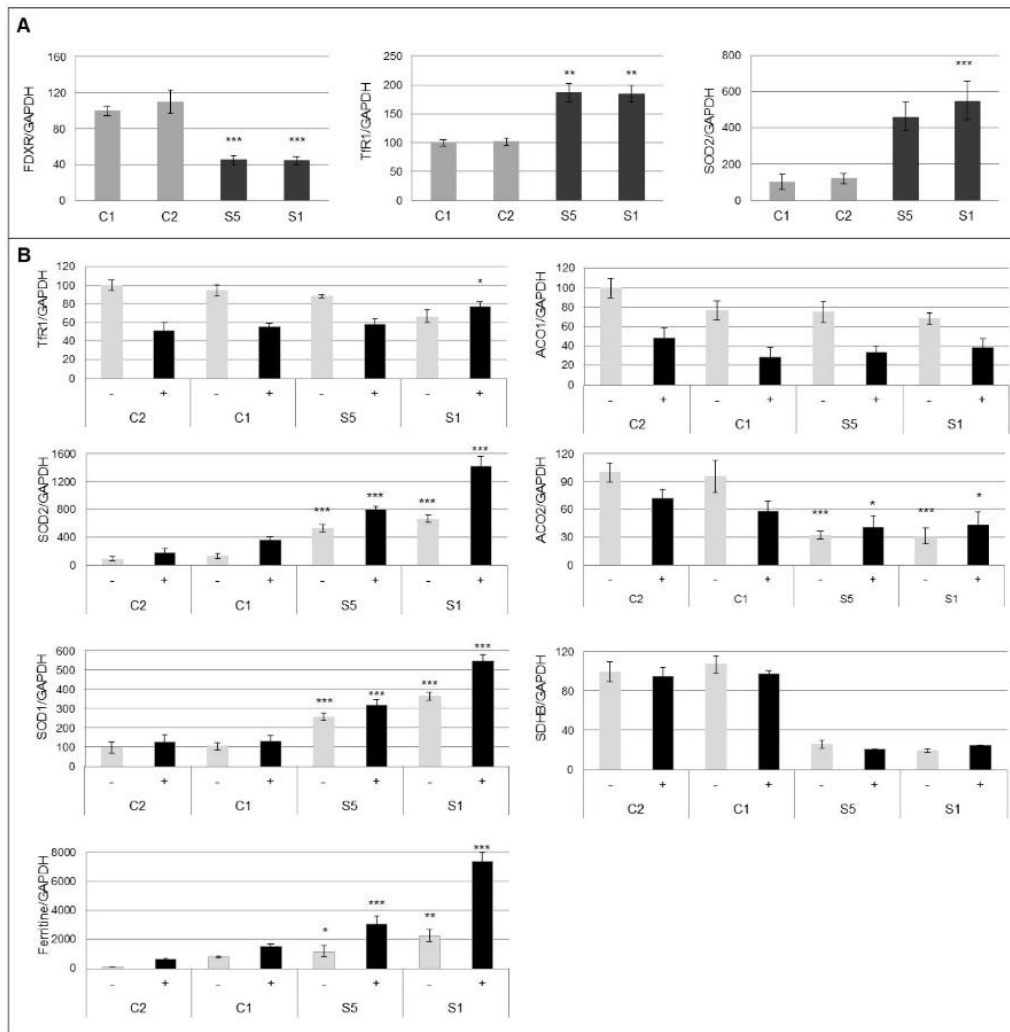 A
FDXR/GAPDH
160
120
80
40
0
***
***
C1 C2 S5 S1
TfR1/GAPDH
250
200
150
100
50
0
**
**
C1 C2 S5 S1
SOD2/GAPDH
800
600
400
200
0
***
C1 C2 S5 S1
B
TfR1/GAPDH
120
100
80
60
40
20
0
*
- + - + - + - +
C2 C1 S5 S1
ACO1/GAPDH
120
100
80
60
40
20
0
- + - + - + - +
C2 C1 S5 S1
SOD2/GAPDH
1600
1200
800
400
0
***
***
***
***
- + - + - + - +
C2 C1 S5 S1
ACO2/GAPDH
120
90
60
30
0
***
*
***
*
- + - + - + - +
C2 C1 S5 S1
SOD1/GAPDH
600
500
400
300
200
100
0
***
***
***
***
- + - + - + - +
C2 C1 S5 S1
SDHB/GAPDH
120
80
40
0
- + - + - + - +
C2 C1 S5 S1
Ferritine/GAPDH
8000
6000
4000
2000
0
*
***
**
***
- + - + - + - +
C2 C1 S5 S1